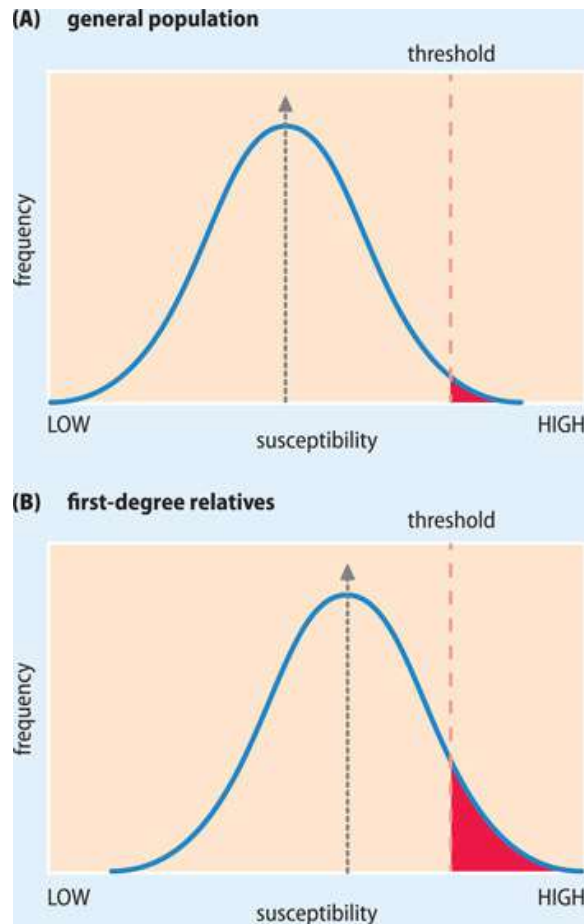 (A) general population
threshold
frequency
LOW
HIGH
susceptibility
(B) first-degree relatives
threshold
frequency
LOW
HIGH
susceptibility